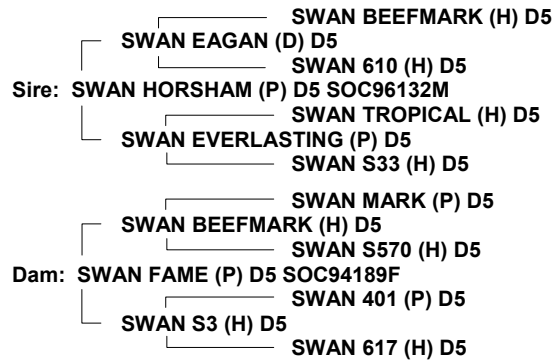 SWAN BEEFMARK (H) D5
SWAN EAGAN (D) D5
SWAN 610 (H) D5
Sire: SWAN HORSHAM (P) D5 SOC96132M
SWAN TROPICAL (H) D5
SWAN EVERLASTING (P) D5
SWAN S33 (H) D5
SWAN MARK (P) D5
SWAN BEEFMARK (H) D5
SWAN S570 (H) D5
Dam: SWAN FAME (P) D5 SOC94189F
SWAN 401 (P) D5
SWAN S3 (H) D5
SWAN 617 (H) D5